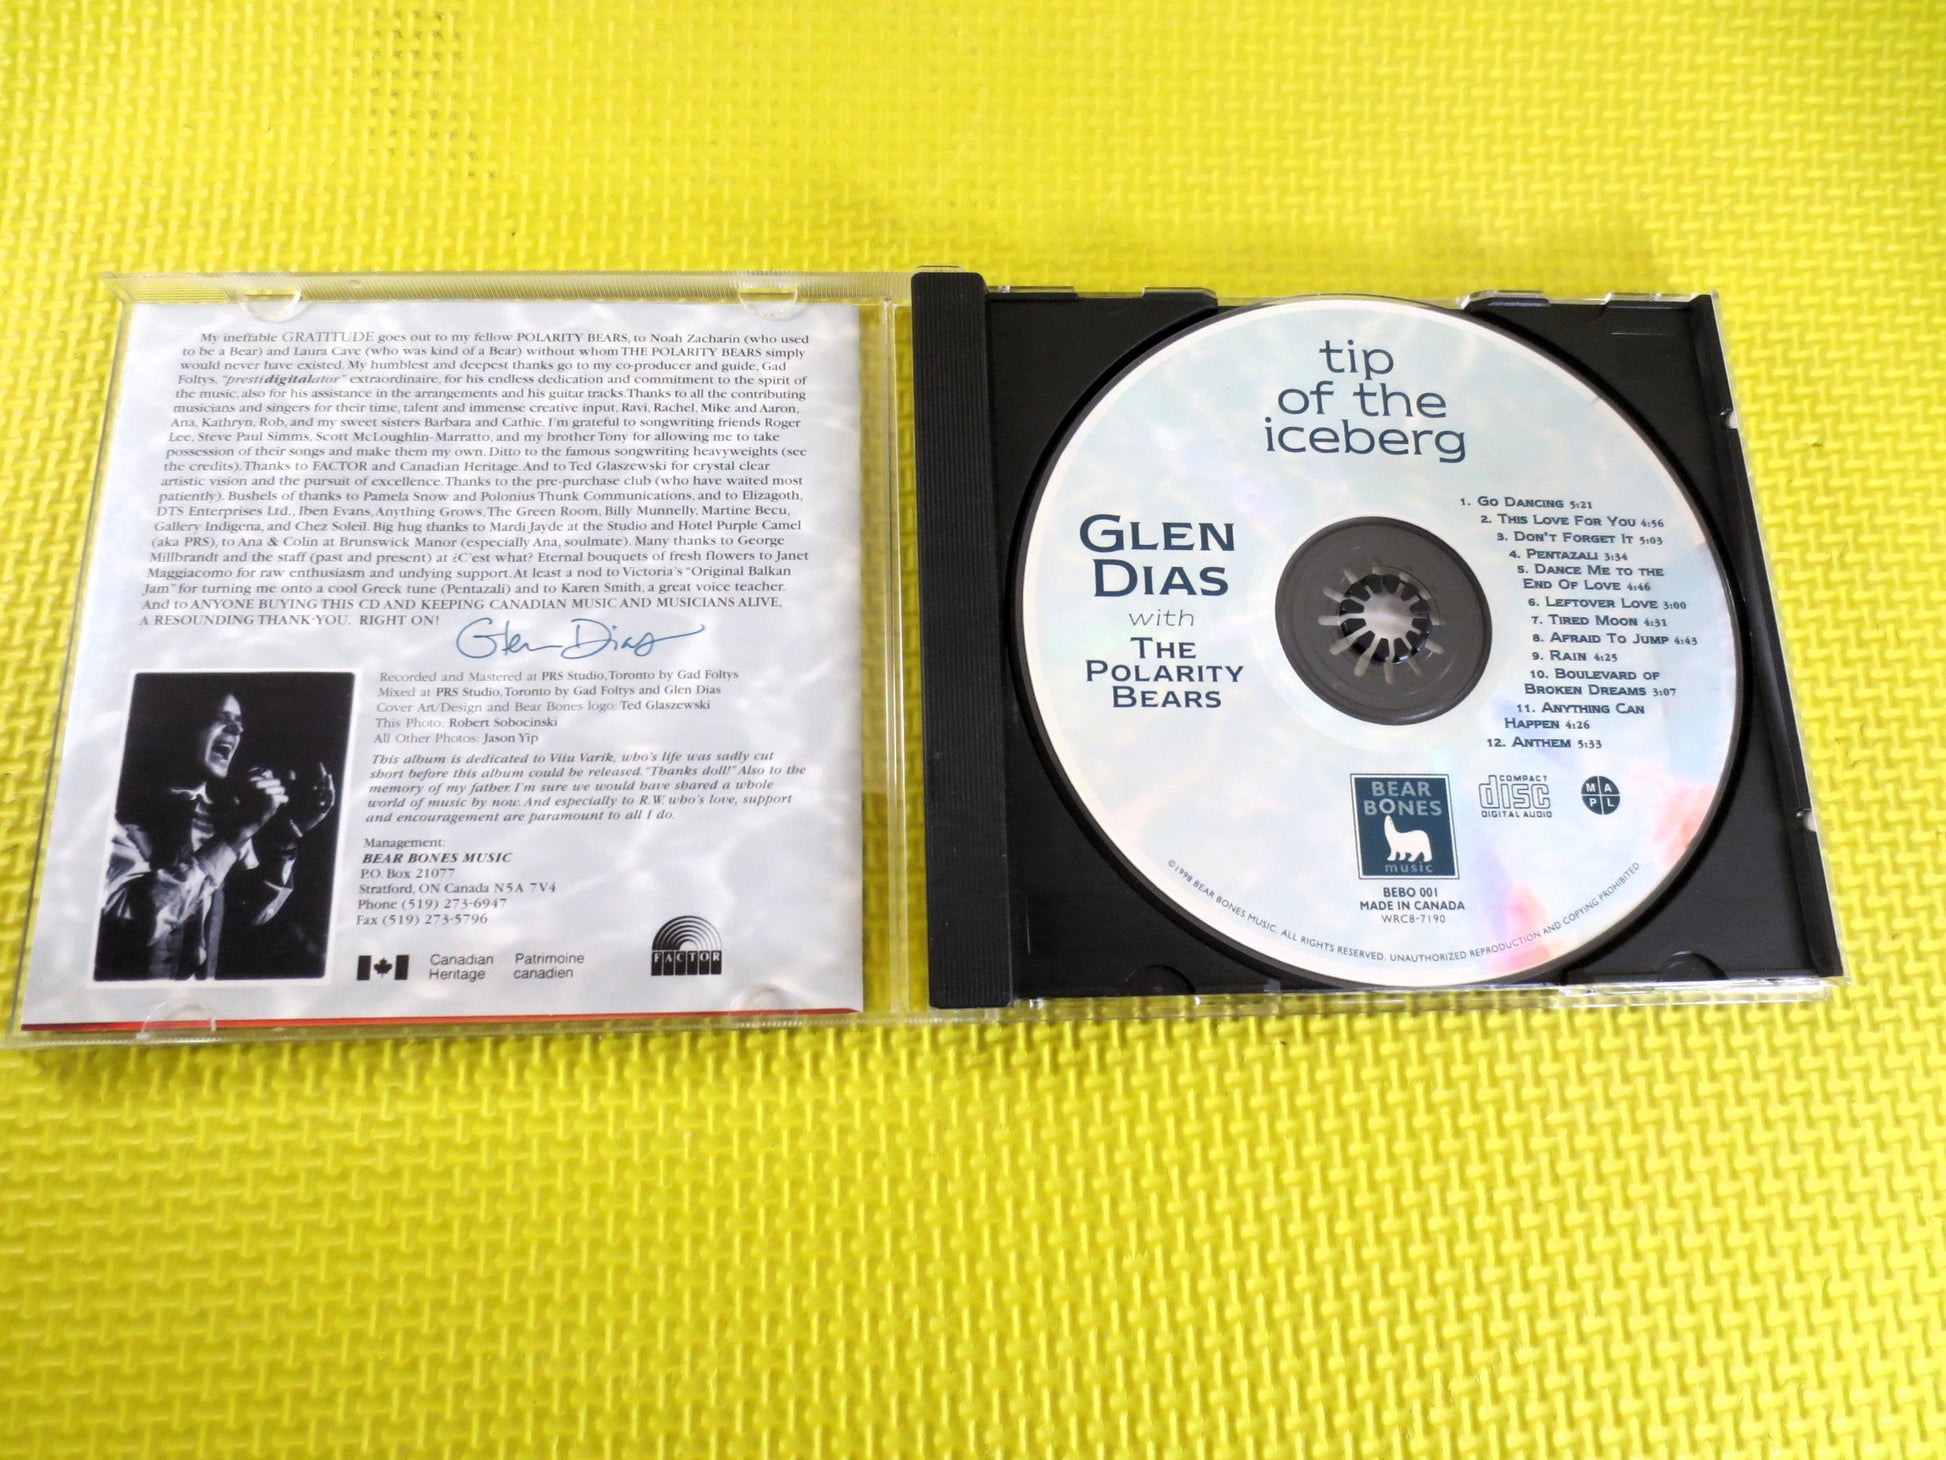 My ineffable GRATITUDE goes out to my fellow POLARITY BEARS, to Noah Zacharin (who used
to be a Bear) and Laura Cave (who was kind of a Bear) without whom THE POLARITY BEARS simply
would never have existed. My humblest and deepest thanks go to my co-producer and guide, Gad
Foltys, "prestidigitalator" extraordinaire, for his endless dedication and commitment to the spirit of
the music, also for his assistance in the arrangements and his guitar tracks. Thanks to all the contributing
musicians and singers for their time, talent and immense creative input, Ravi, Rachel, Mike and Aaron,
Ana, Kathryn, Rob, and my sweet sisters Barbara and Cathie. I'm grateful to songwriting friends Roger
Lee, Steve Paul Simms, Scott McLoughlin-Marratto, and my brother Tony for allowing me to take
possession of their songs and make them my own. Ditto to the famous songwriting heavyweights (see
the credits). Thanks to FACTOR and Canadian Heritage. And to Ted Glaszewski for crystal clear
artistic vision and the pursuit of excellence. Thanks to the pre-purchase club (who have waited most
patiently). Bushels of thanks to Pamela Snow and Polonius Thunk Communications, and to Elizagoth,
DTS Enterprises Ltd., Iben Evans, Anything Grows, The Green Room, Billy Munnelly, Martine Becu,
Gallery Indigena, and Chez Soleil. Big hug thanks to Mardi Jayde at the Studio and Hotel Purple Camel
(aka PRS), to Ana & Colin at Brunswick Manor (especially Ana, soulmate). Many thanks to George
Millbrandt and the staff (past and present) at ¿C'est what? Eternal bouquets of fresh flowers to Janet
Maggiacomo for raw enthusiasm and undying support. At least a nod to Victoria's "Original Balkan
Jam" for turning me onto a cool Greek tune (Pentazali) and to Karen Smith, a great voice teacher.
And to ANYONE BUYING THIS CD AND KEEPING CANADIAN MUSIC AND MUSICIANS ALIVE,
A RESOUNDING THANK-YOU. RIGHT ON!
Glen Dias
Recorded and Mastered at PRS Studio, Toronto by Gad Foltys
Mixed at PRS Studio, Toronto by Gad Foltys and Glen Dias
Cover Art/Design and Bear Bones logo: Ted Glaszewski
This Photo: Robert Sobocinski
All Other Photos: Jason Yip
This album is dedicated to Viiu Varik, who's life was sadly cut
short before this album could be released. "Thanks doll!" Also to the
memory of my father. I'm sure we would have shared a whole
world of music by now. And especially to R.W. who's love, support
and encouragement are paramount to all I do.
Management:
BEAR BONES MUSIC
P.O. Box 21077
Stratford, ON Canada N5A 7V4
Phone (519) 273-6947
Fax (519) 273-5796
Canadian Patrimoine
Heritage canadien
FACTOR
tip
of the
iceberg
GLEN
DIAS
with
THE
POLARITY
BEARS
1. GO DANCING 5:21
2. THIS LOVE FOR YOU 4:56
3. DON'T FORGET IT 5:03
4. PENTAZALI 3:34
5. DANCE ME TO THE
END OF LOVE 4:46
6. LEFTOVER LOVE 3:00
7. TIRED MOON 4:31
8. AFRAID TO JUMP 4:43
9. RAIN 4:25
10. BOULEVARD OF
BROKEN DREAMS 3:07
11. ANYTHING CAN
HAPPEN 4:26
12. ANTHEM 5:33
BEAR
BONES
music
COMPACT
disc
DIGITAL AUDIO
M A
P L
BEBO 001
MADE IN CANADA
WRC8-7190
©1998 BEAR BONES MUSIC. ALL RIGHTS RESERVED. UNAUTHORIZED REPRODUCTION AND COPYING PROHIBITED.